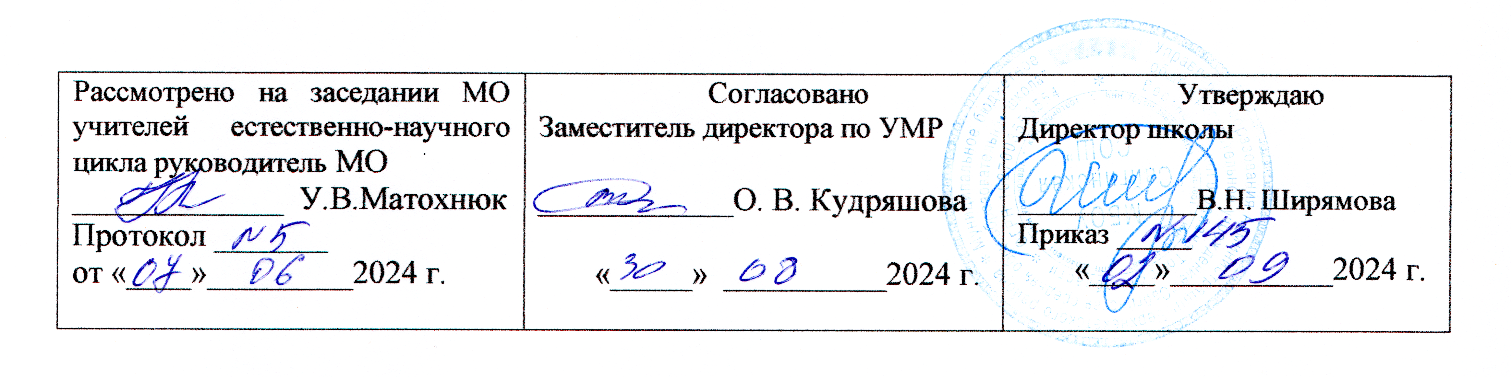 Рассмотрено на заседании МО
учителей естественно-научного
цикла руководитель МО
У.В.Матохнюк
Протокол №5
от «07» 06 2024 г.
Согласовано
Заместитель директора по УМР
О. В. Кудряшова
«30» 08 2024 г.
Утверждаю
Директор школы
В.Н. Ширямова
Приказ №145
«02» 09 2024 г.